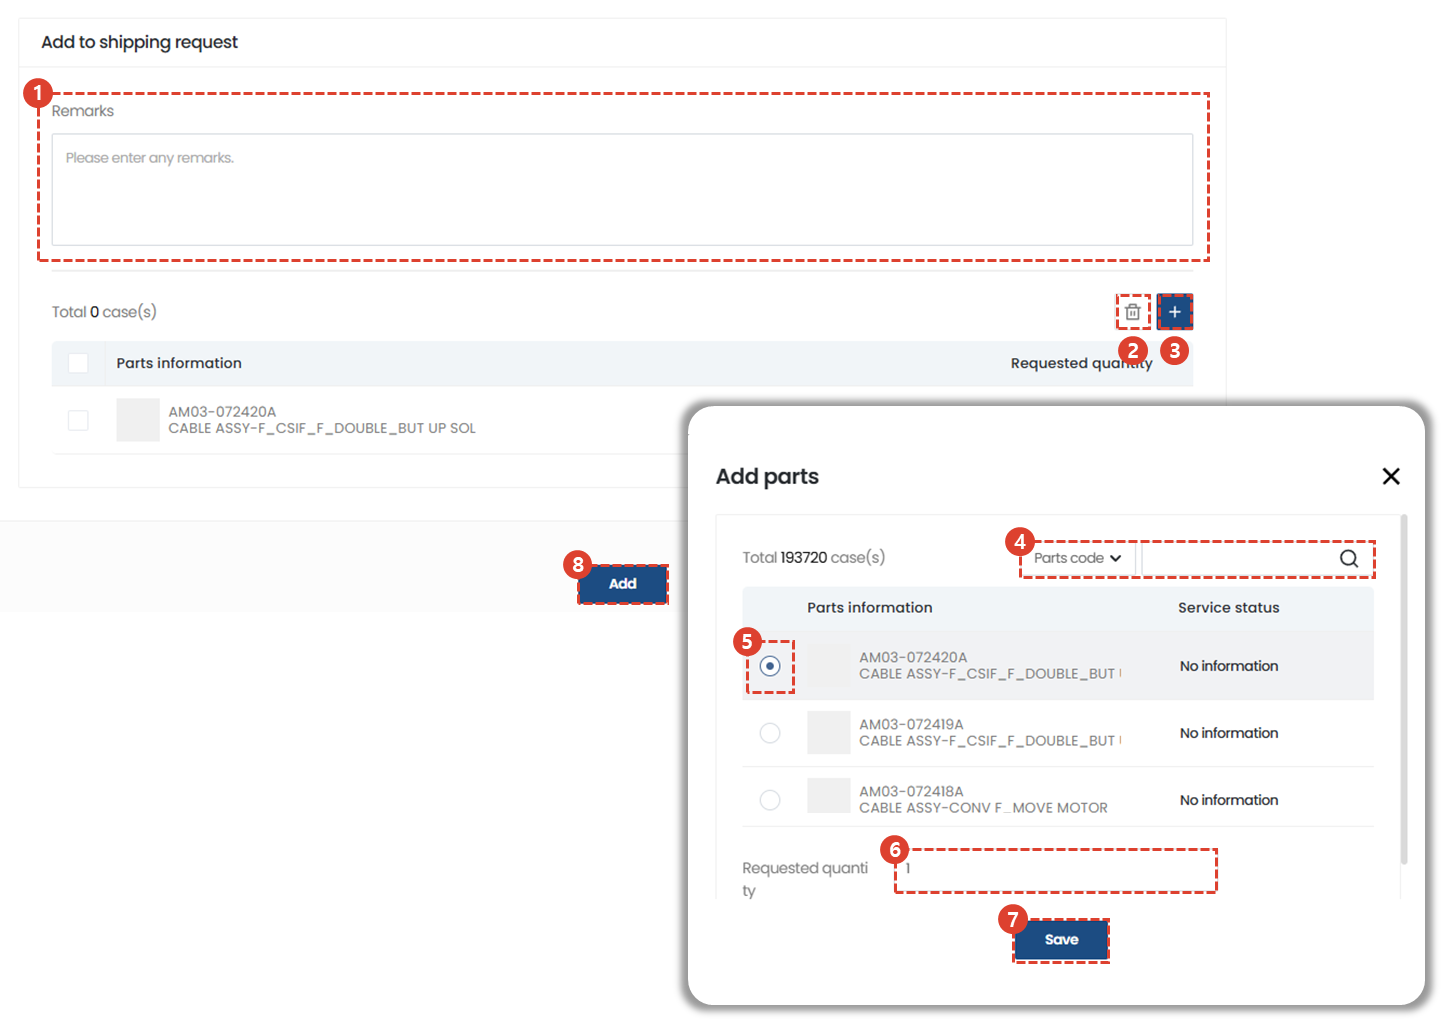 Add to shipping request
1
Remarks
Please enter any remarks.
Total 0 case(s)
2
3
Parts information
Requested quantity
AM03-072420A
CABLE ASSY-F_CSIF_F_DOUBLE_BUT UP SOL
8
Add
Add parts
Total 193720 case(s)
4
Parts code
Parts information
Service status
5
AM03-072420A
CABLE ASSY-F_CSIF_F_DOUBLE_BUT
No information
AM03-072419A
CABLE ASSY-F_CSIF_F_DOUBLE_BUT
No information
AM03-072418A
CABLE ASSY-CONV F_MOVE MOTOR
No information
6
Requested quanti
ty
1
7
Save